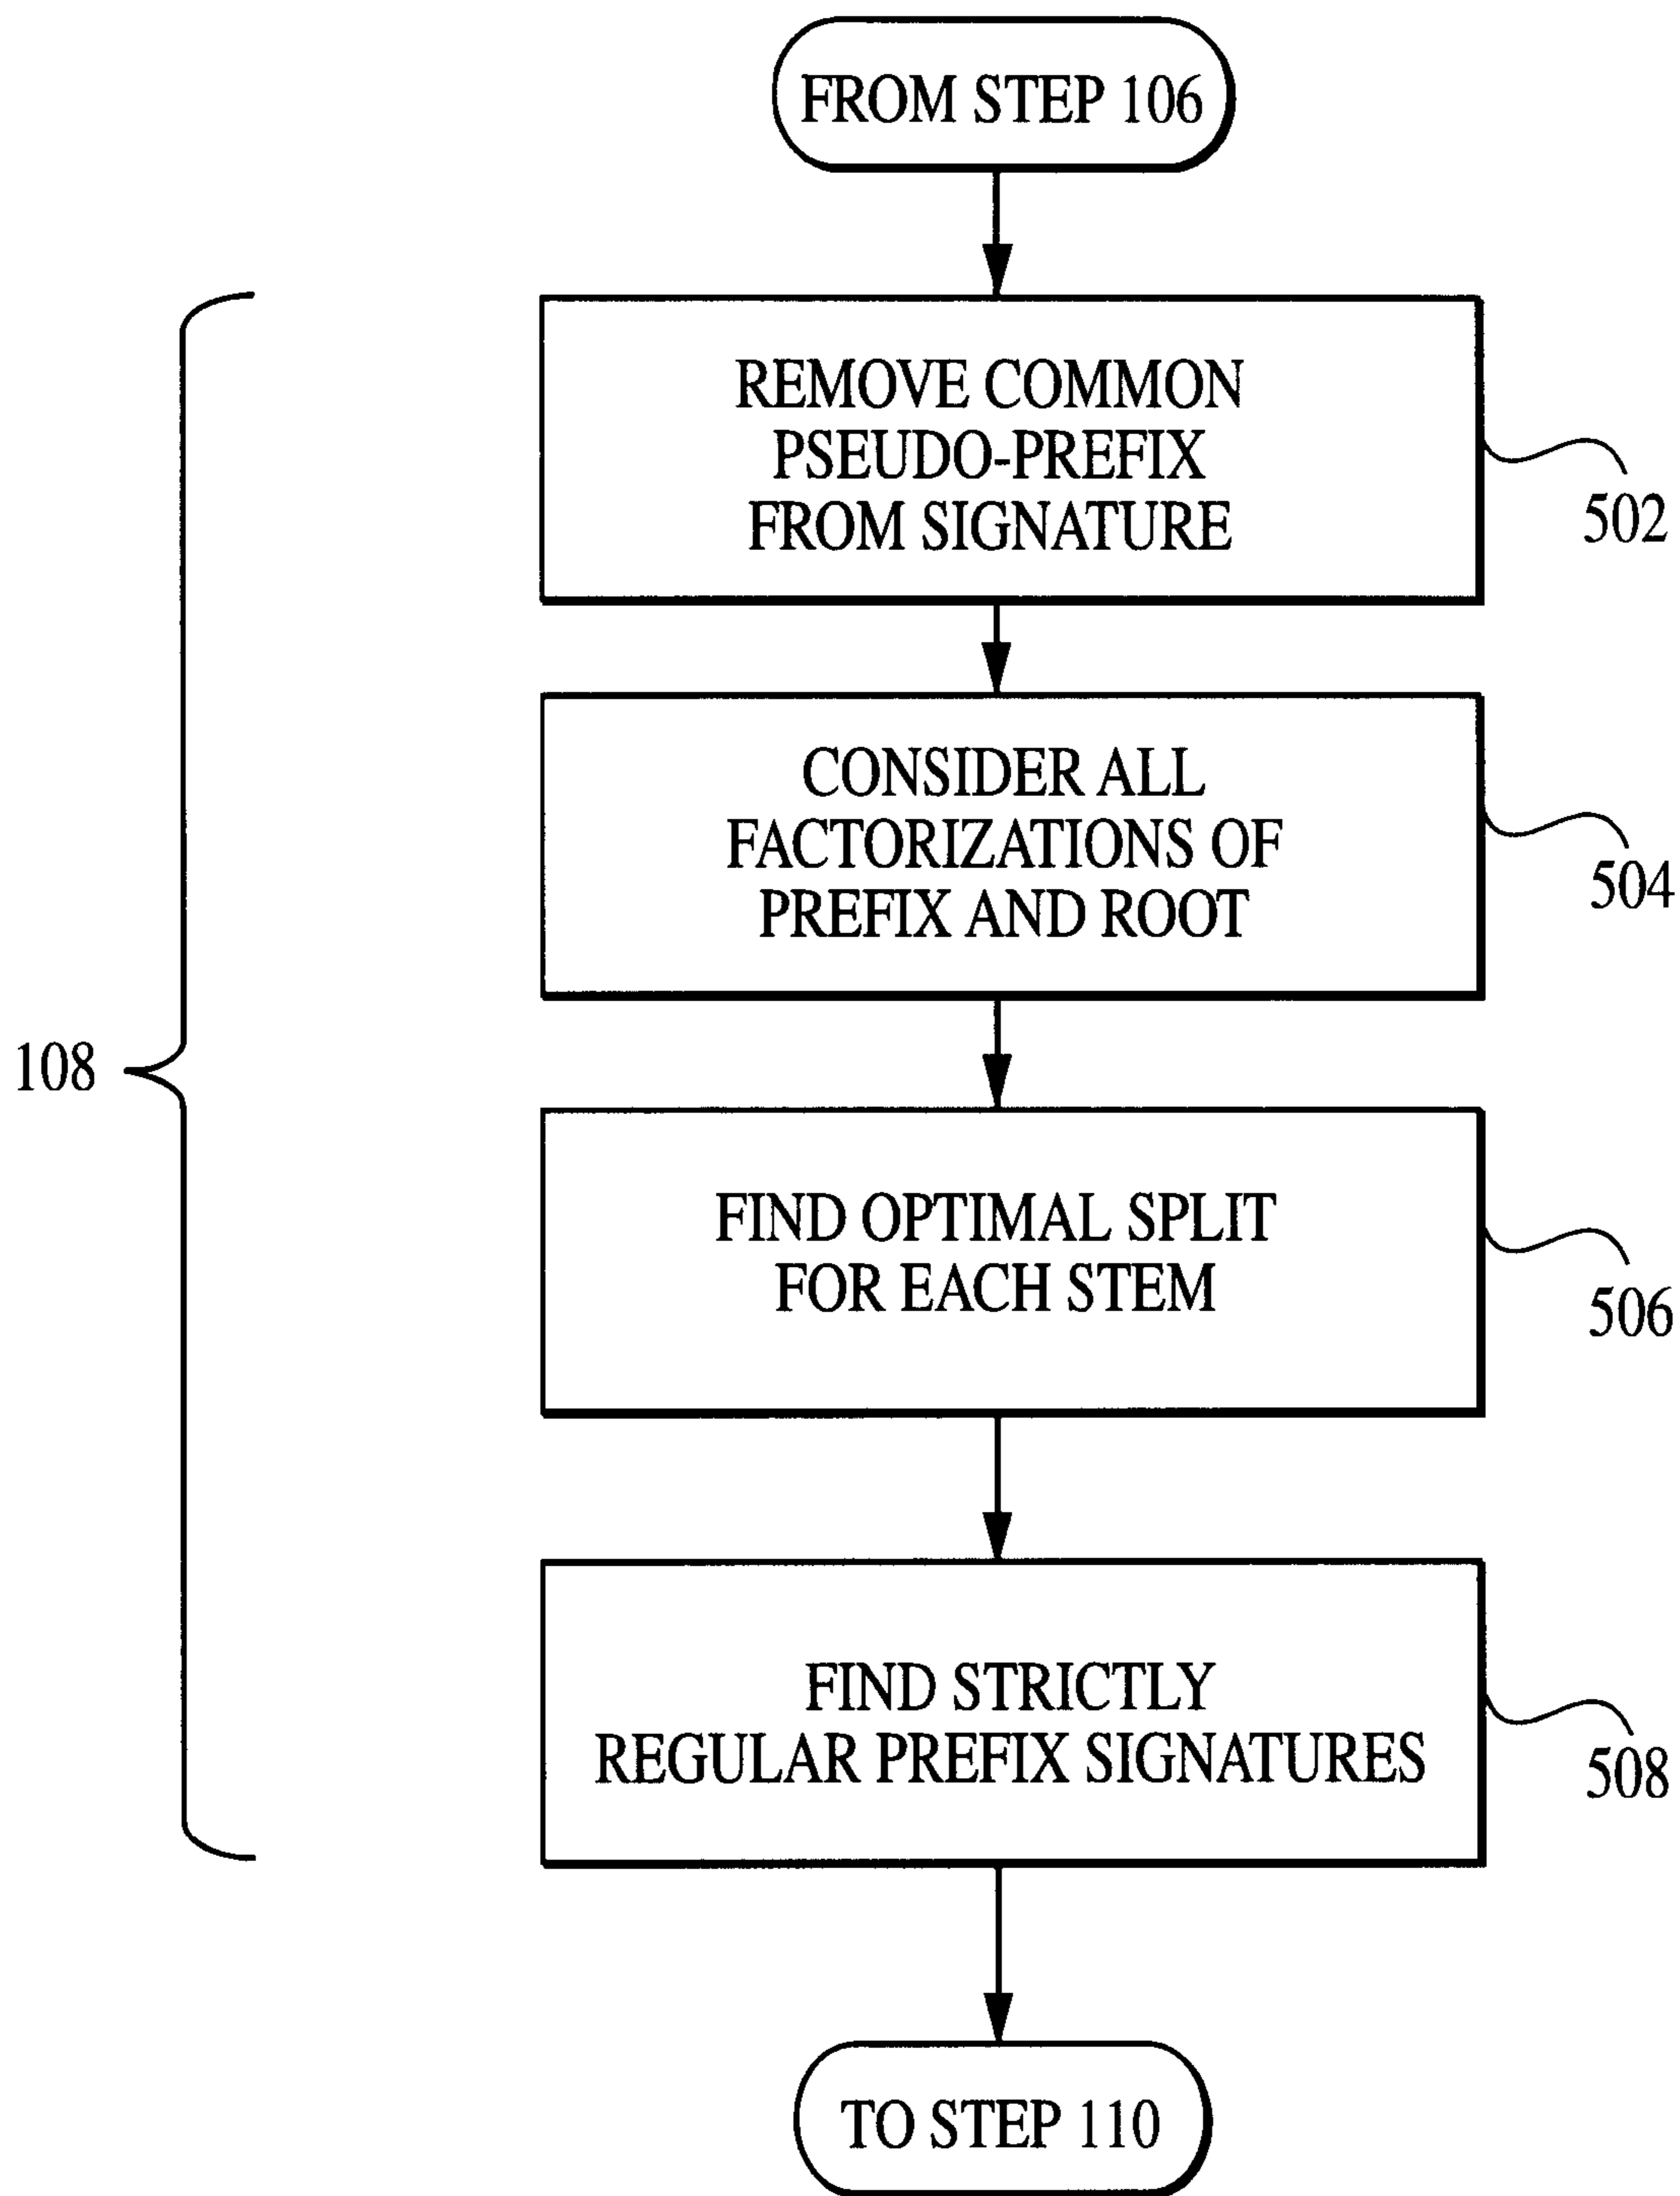 FROM STEP 106
REMOVE COMMON
PSEUDO-PREFIX
FROM SIGNATURE
502
CONSIDER ALL
FACTORIZATIONS OF
PREFIX AND ROOT
504
108
FIND OPTIMAL SPLIT
FOR EACH STEM
506
FIND STRICTLY
REGULAR PREFIX SIGNATURES
508
TO STEP 110